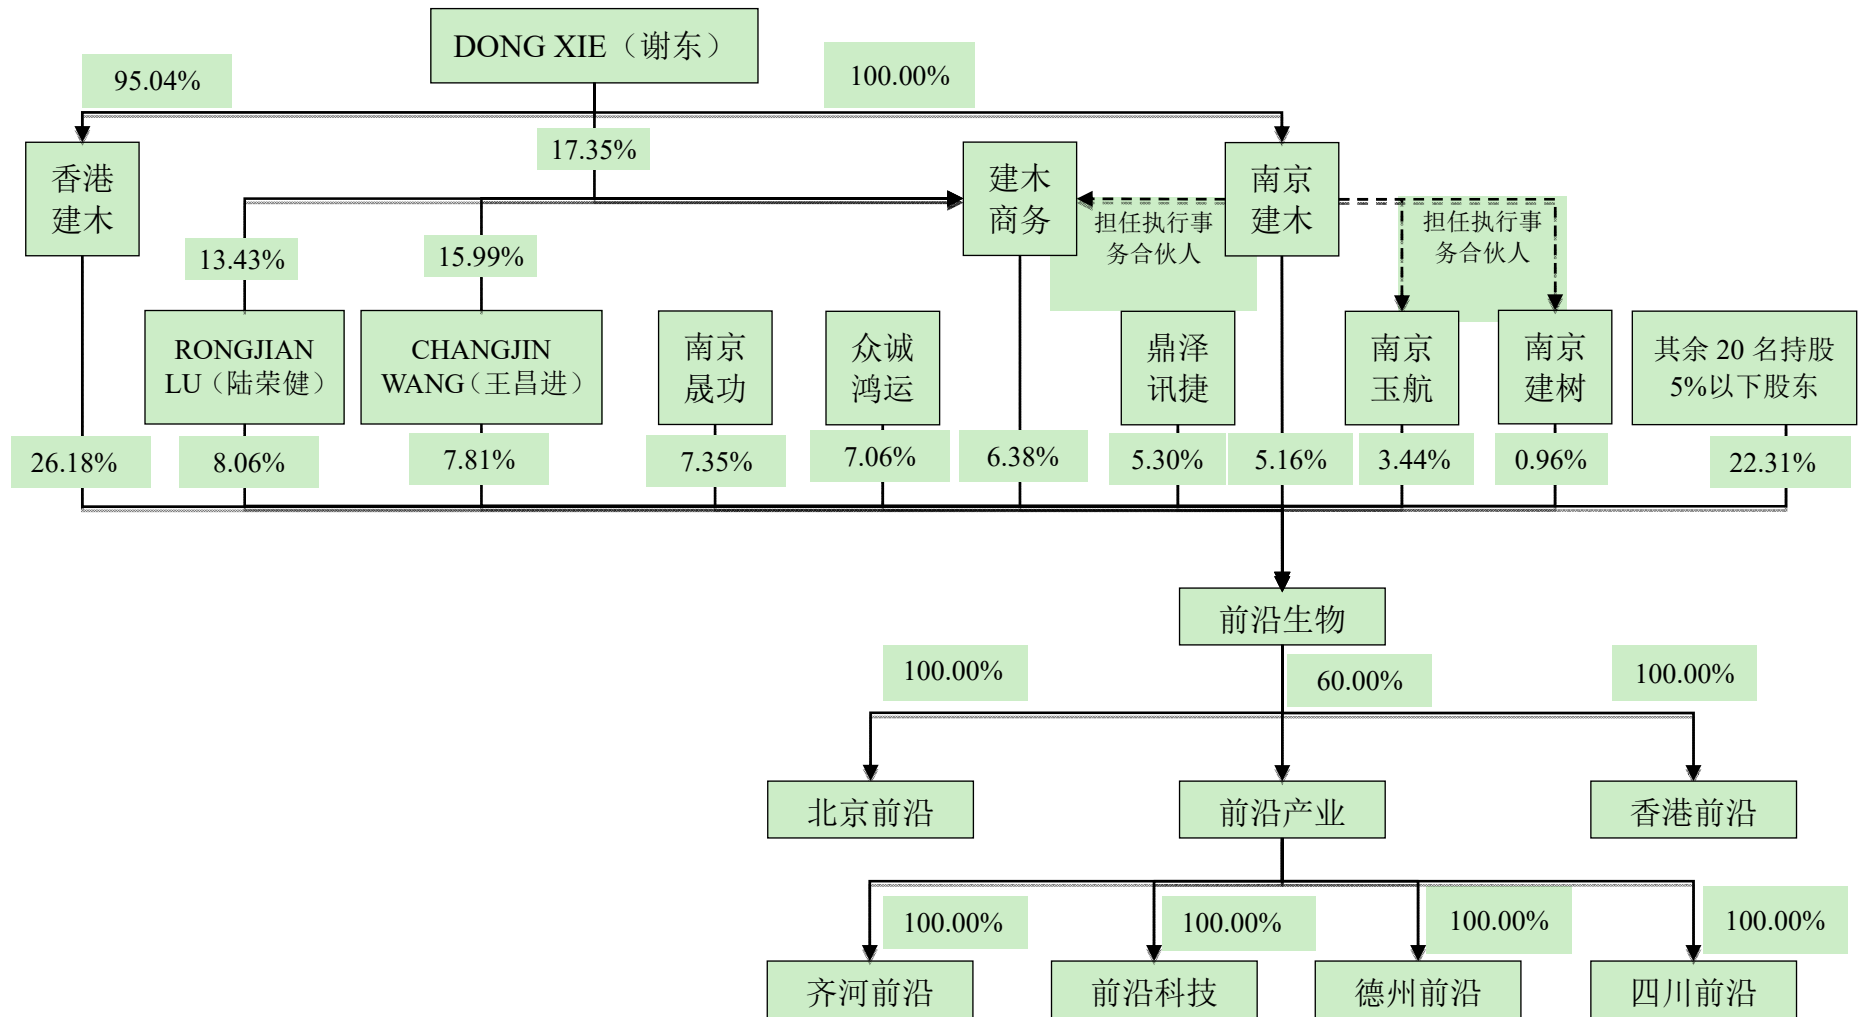 DONG XIE（谢东）
95.04%
100.00%
17.35%
香港
建木
建木
商务
南京
建木
担任执行事
务合伙人
担任执行事
务合伙人
13.43%
15.99%
RONGJIAN
LU（陆荣健）
CHANGJIN
WANG（王昌进）
南京
晟功
众诚
鸿运
鼎泽
讯捷
南京
玉航
南京
建树
其余 20 名持股
5%以下股东
26.18%
8.06%
7.81%
7.35%
7.06%
6.38%
5.30%
5.16%
3.44%
0.96%
22.31%
前沿生物
100.00%
60.00%
100.00%
北京前沿
前沿产业
香港前沿
100.00%
100.00%
100.00%
100.00%
齐河前沿
前沿科技
德州前沿
四川前沿